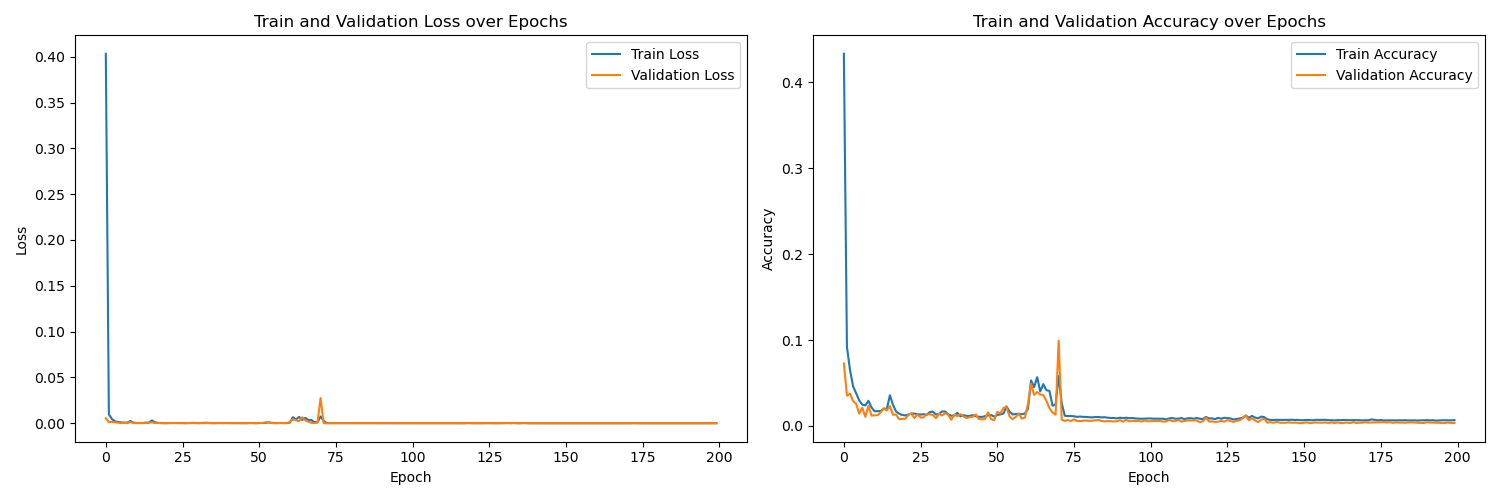 Train and Validation Loss over Epochs
Train Loss
Validation Loss
Loss
0.40
0.35
0.30
0.25
0.20
0.15
0.10
0.05
0.00
0 25 50 75 100 125 150 175 200
Epoch
Train and Validation Accuracy over Epochs
Train Accuracy
Validation Accuracy
Accuracy
0.4
0.3
0.2
0.1
0.0
0 25 50 75 100 125 150 175 200
Epoch